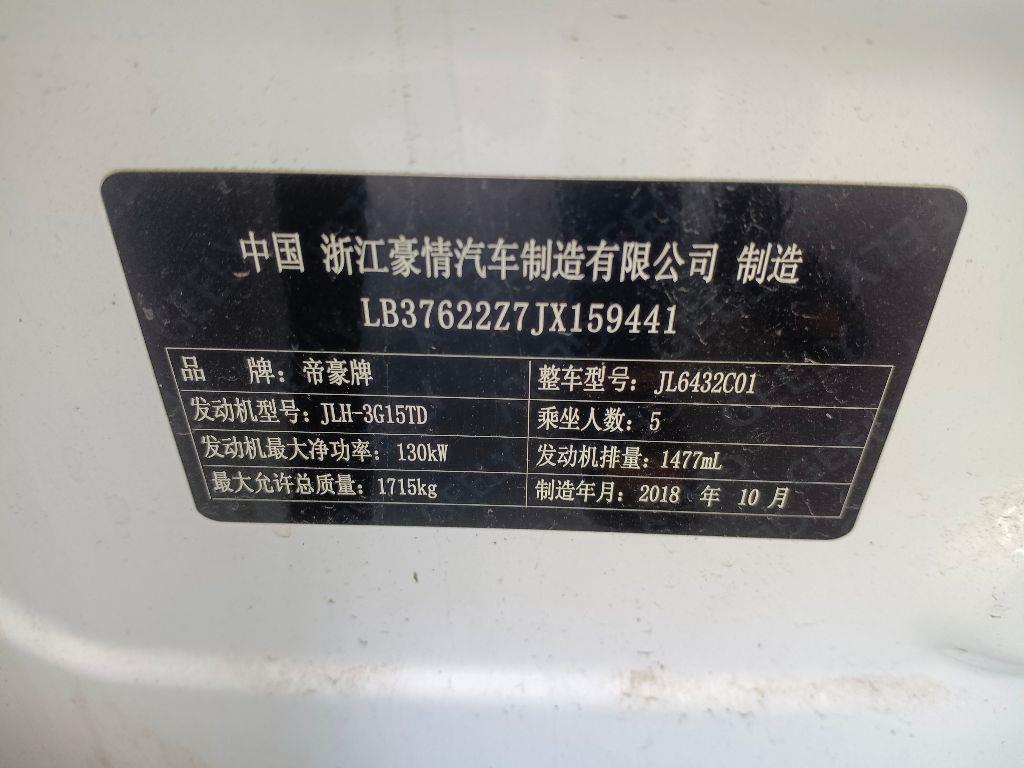 中国 浙江豪情汽车制造有限公司 制造
LB37622Z7JX159441
品 牌：帝豪牌 整车型号：JL6432C01
发动机型号：JLH-3G15TD 乘坐人数：5
发动机最大净功率：130kW 发动机排量：1477mL
最大允许总质量：1715kg 制造年月：2018 年 10 月